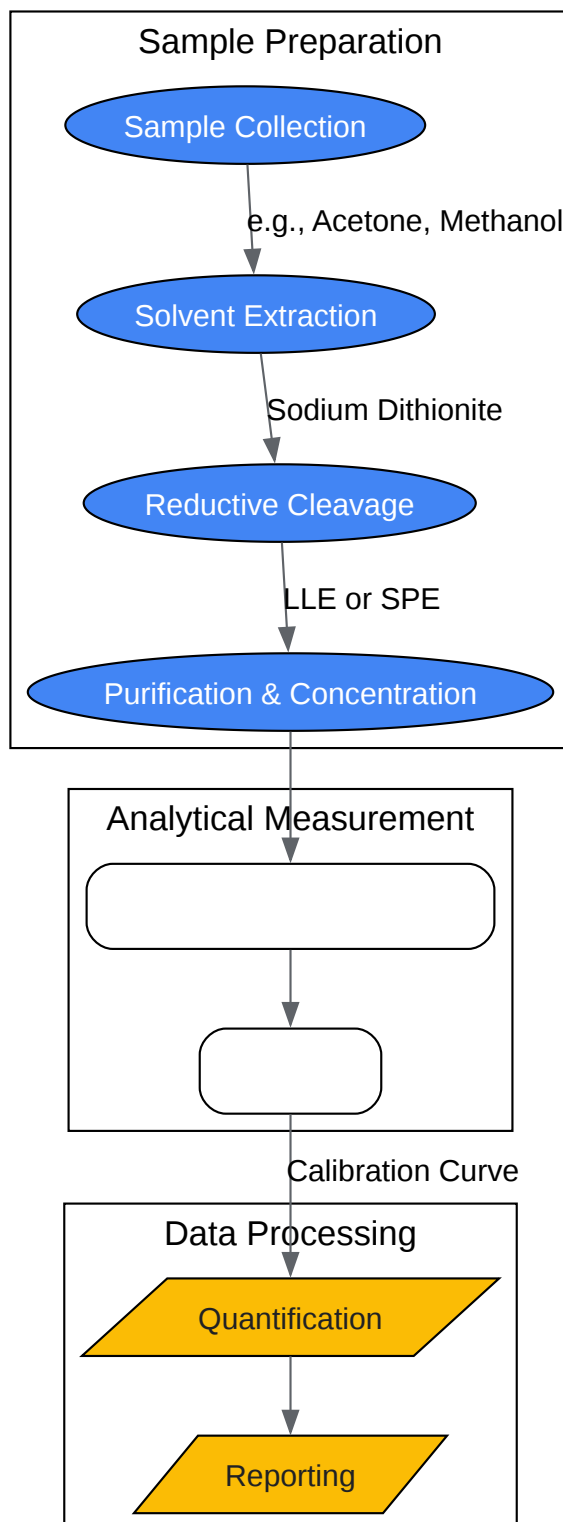 Sample Preparation
Sample Collection
e.g., Acetone, Methanol
Solvent Extraction
Sodium Dithionite
Reductive Cleavage
LLE or SPE
Purification & Concentration
Analytical Measurement
Calibration Curve
Data Processing
Quantification
Reporting